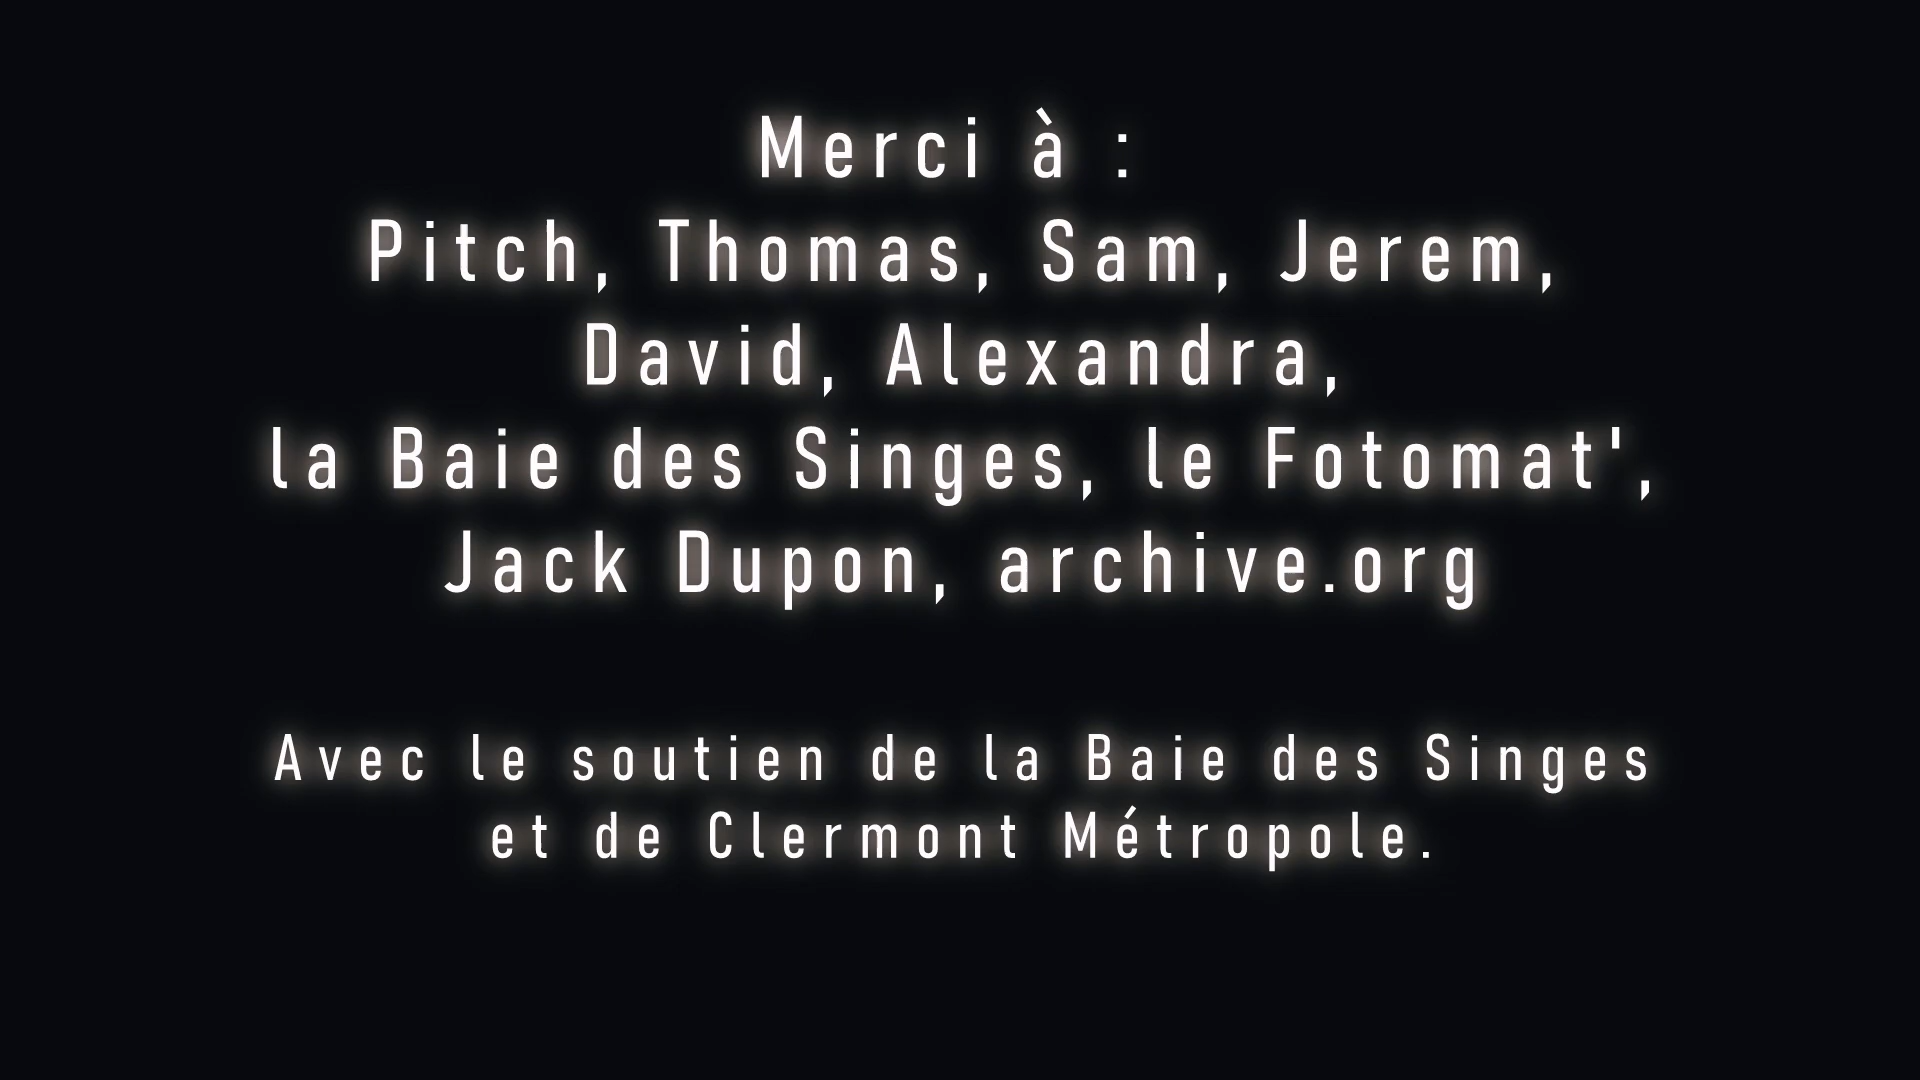 Merci à :
Pitch, Thomas, Sam, Jerem,
David, Alexandra,
la Baie des Singes, le Fotomat',
Jack Dupon, archive.org
Avec le soutien de la Baie des Singes
et de Clermont Métropole.